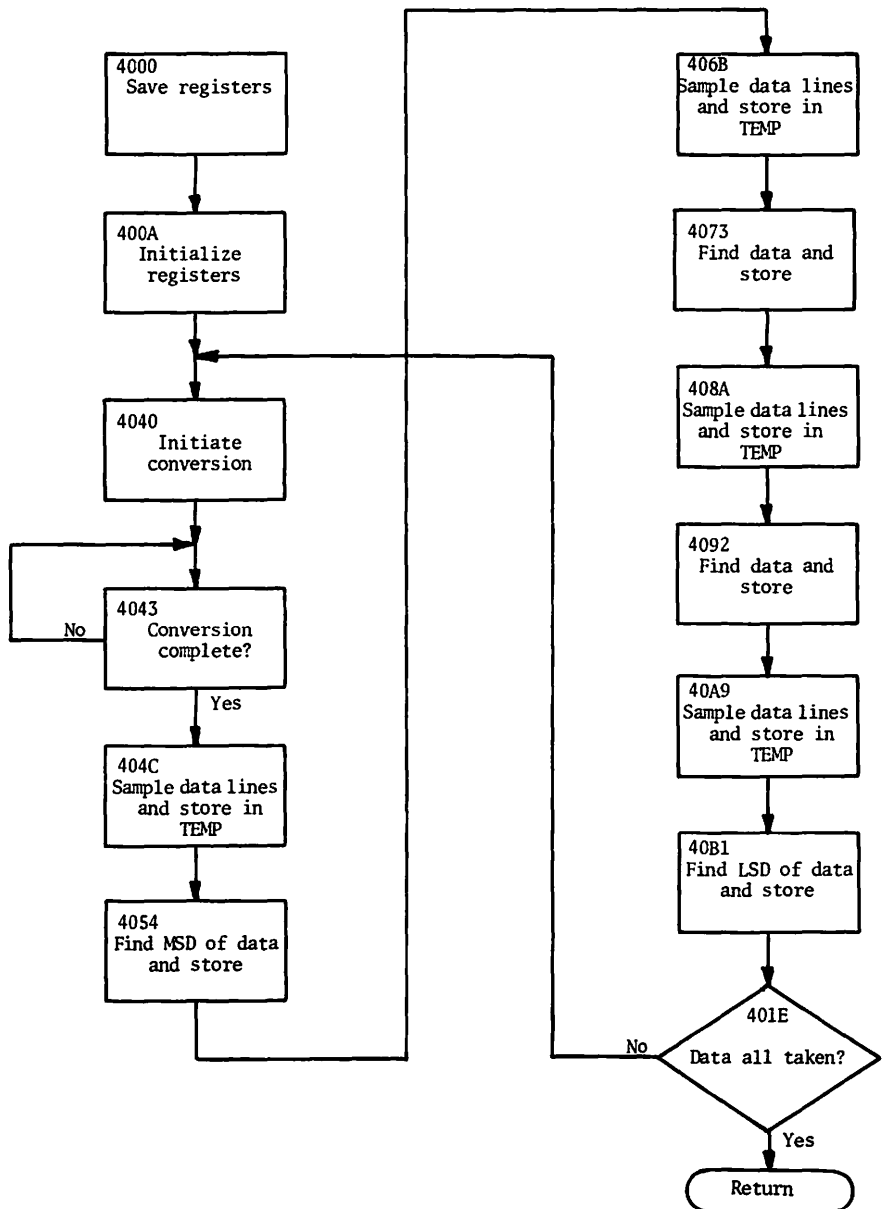 4000
Save registers
400A
Initialize
registers
4040
Initiate
conversion
4043
Conversion
complete?
No
Yes
404C
Sample data lines
and store in
TEMP
4054
Find MSD of data
and store
406B
Sample data lines
and store in
TEMP
4073
Find data and
store
408A
Sample data lines
and store in
TEMP
4092
Find data and
store
40A9
Sample data lines
and store in
TEMP
40B1
Find LSD of data
and store
401E
Data all taken?
No
Yes
Return